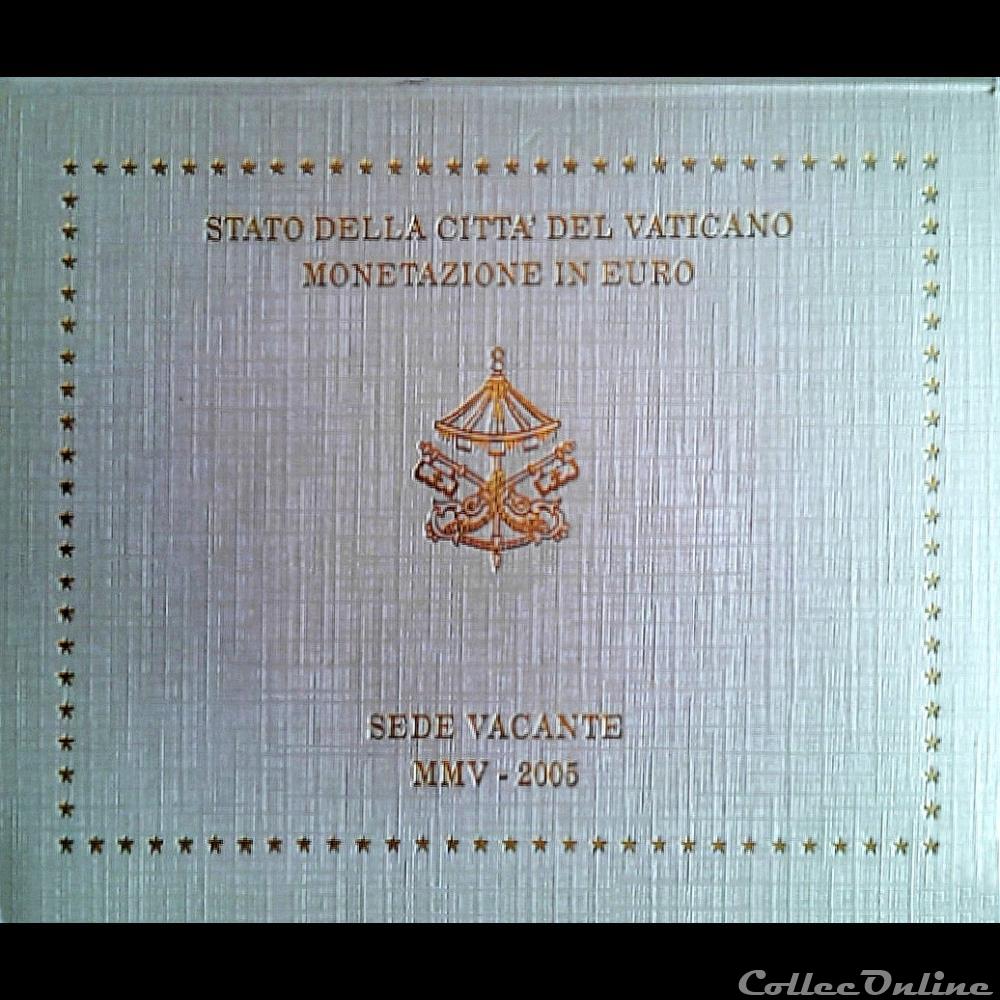 STATO DELLA CITTA' DEL VATICANO
MONETAZIONE IN EURO
SEDE VACANTE
MMV - 2005
CollecOnline